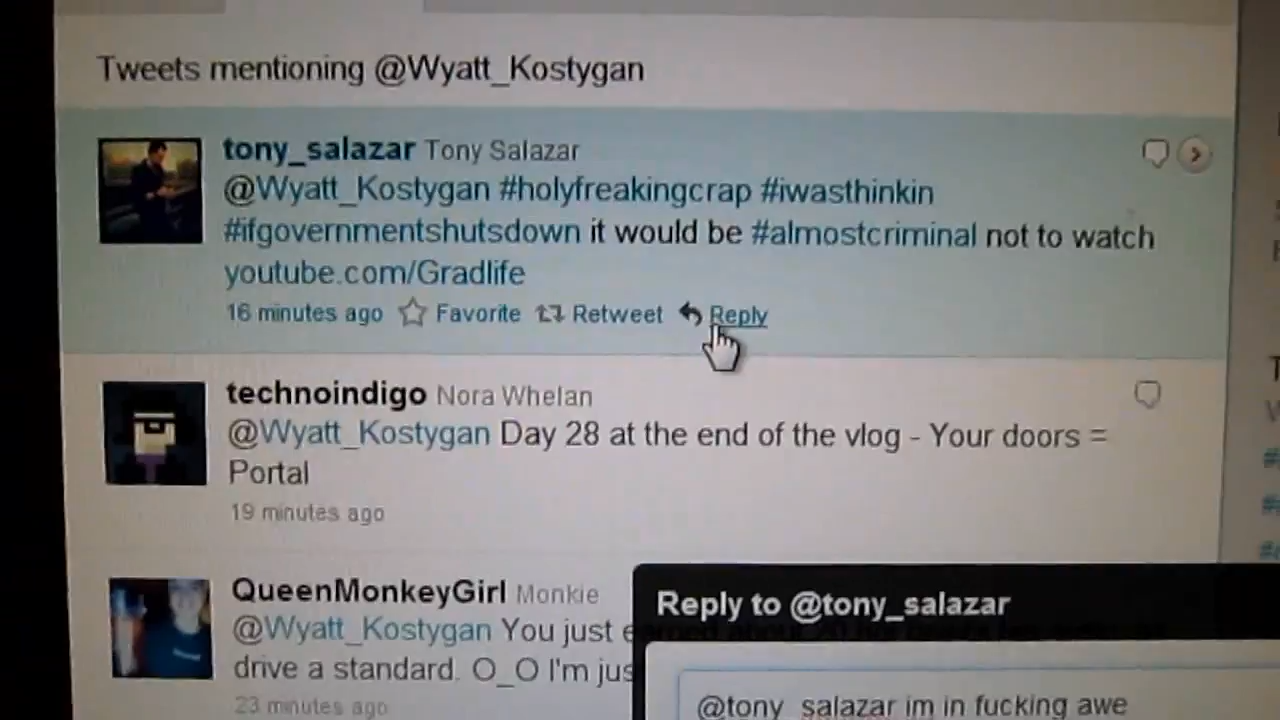 Tweets mentioning @Wyatt_Kostygan
tony_salazar Tony Salazar
@Wyatt_Kostygan #holyfreakingcrap #iwasthinkin
#ifgovernmentshutsdown it would be #almostcriminal not to watch
youtube.com/Gradlife
16 minutes ago Favorite Retweet Reply
technoindigo Nora Whelan
@Wyatt_Kostygan Day 28 at the end of the vlog - Your doors =
Portal
19 minutes ago
QueenMonkeyGirl Monkie
@Wyatt_Kostygan You just earned about 20
drive a standard. O_O I'm jus
23 minutes ago
Reply to @tony_salazar
@tony_salazar im in fucking awe